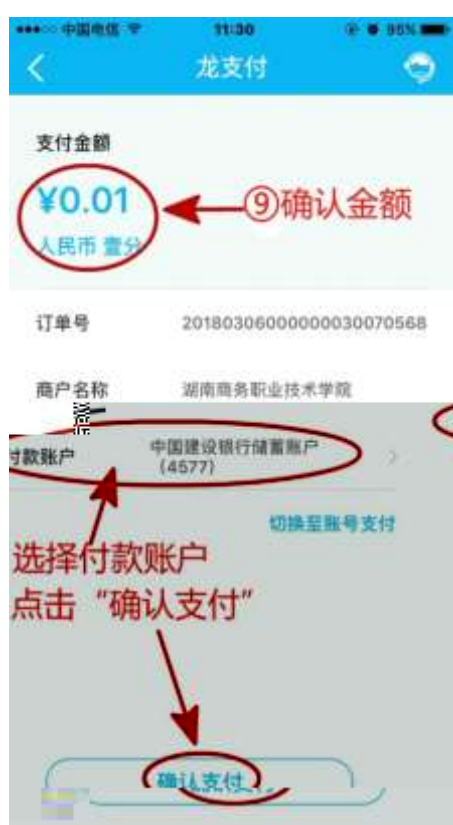 中国电信 11:30 95%
龙支付
支付金额
¥0.01
⑨确认金额
人民币 壹分
订单号 20180306000000030070568
商户名称 湖南商务职业技术学院
付款账户 中国建设银行储蓄账户
(4577)
切换至账号支付
选择付款账户
点击“确认支付”
确认支付